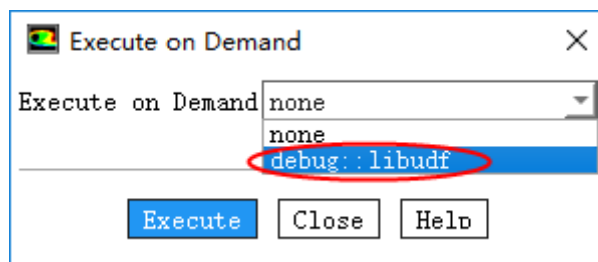 Execute on Demand
Execute on Demand none
none
debug::libudf
Execute Close Help